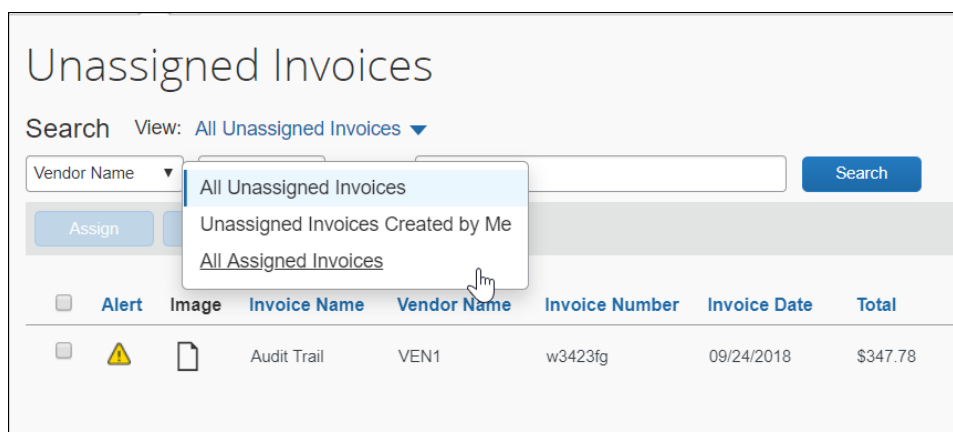 Unassigned Invoices
Search View: All Unassigned Invoices
Vendor Name Search
All Unassigned Invoices
Assign Unassigned Invoices Created by Me
All Assigned Invoices
Alert Image Invoice Name Vendor Name Invoice Number Invoice Date Total
Audit Trail VEN1 w3423fg 09/24/2018 $347.78